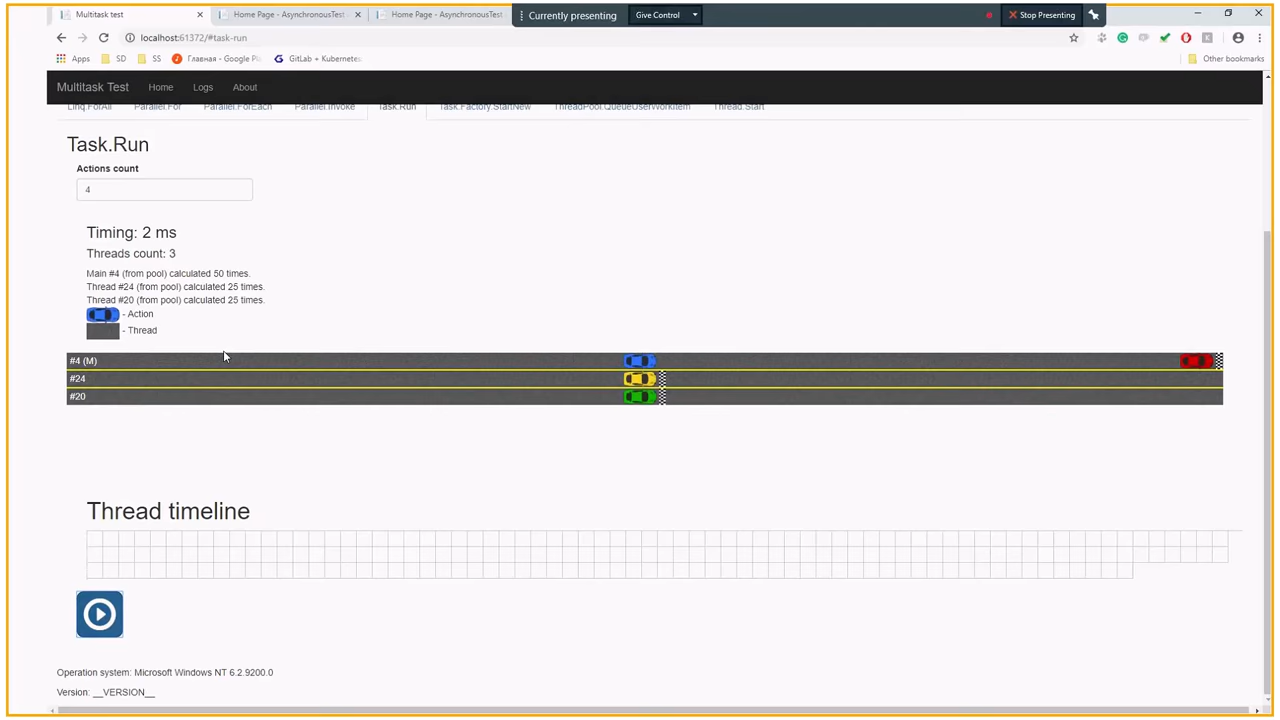 Multitask test
Home Page - AsynchronousTest
Home Page - AsynchronousTest
Currently presenting
Give Control
Stop Presenting
localhost:61372/#task-run
Apps
SD
SS
Главная - Google Pl
GitLab + Kubernetes
Other bookmarks
Multitask Test
Home
Logs
About
Linq.ForAll
Parallel.For
Parallel.ForEach
Parallel.Invoke
Task.Run
Task.Factory.StartNew
ThreadPool.QueueUserWorkItem
Thread.Start
Task.Run
Actions count
4
Timing: 2 ms
Threads count: 3
Main #4 (from pool) calculated 50 times.
Thread #24 (from pool) calculated 25 times.
Thread #20 (from pool) calculated 25 times.
- Action
- Thread
#4 (M)
#24
#20
Thread timeline
Operation system: Microsoft Windows NT 6.2.9200.0
Version: __VERSION__